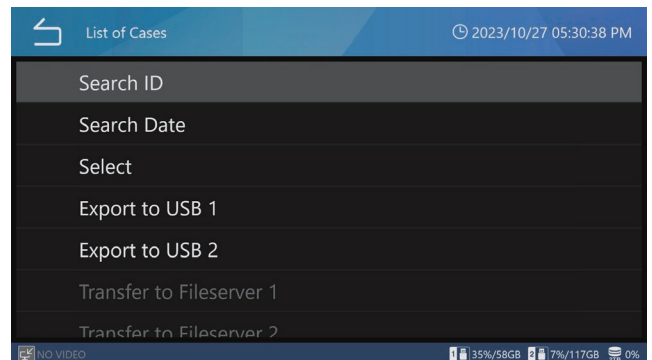 List of Cases
2023/10/27 05:30:38 PM
Search ID
Search Date
Select
Export to USB 1
Export to USB 2
Transfer to Fileserver 1
Transfer to Fileserver 2
NO VIDEO
1 35%/58GB 2 7%/117GB 0%